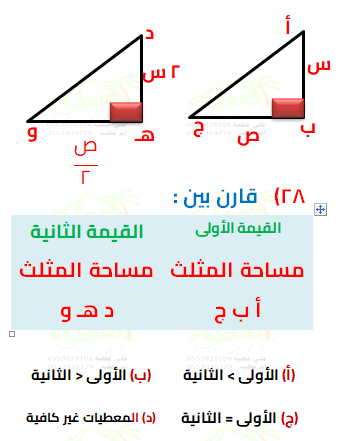 أ
س
ب
ص
ج
د
٢ س
هـ
ص
٢
و
٢٨) قارن بين :
القيمة الأولى
القيمة الثانية
مساحة المثلث
أ ب ج
مساحة المثلث
د هـ و
(أ) الأولى > الثانية
(ب) الأولى < الثانية
(ج) الأولى = الثانية
(د) المعطيات غير كافية